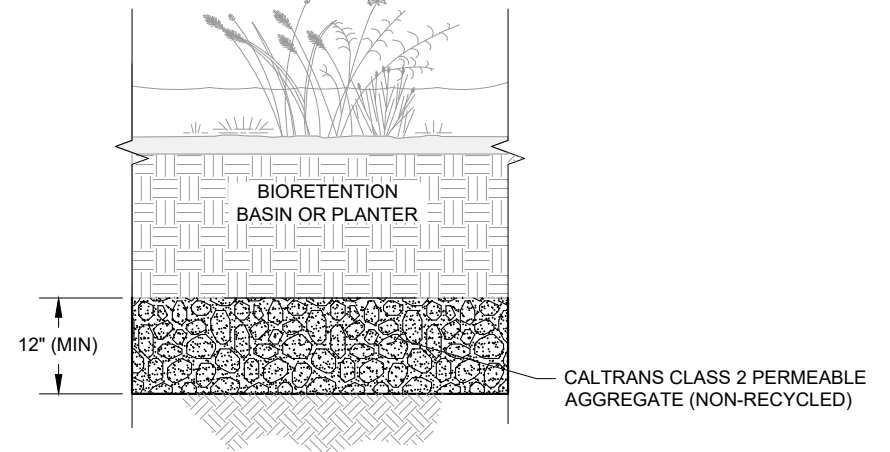 BIORETENTION
BASIN OR PLANTER
12" (MIN)
CALTRANS CLASS 2 PERMEABLE
AGGREGATE (NON-RECYCLED)